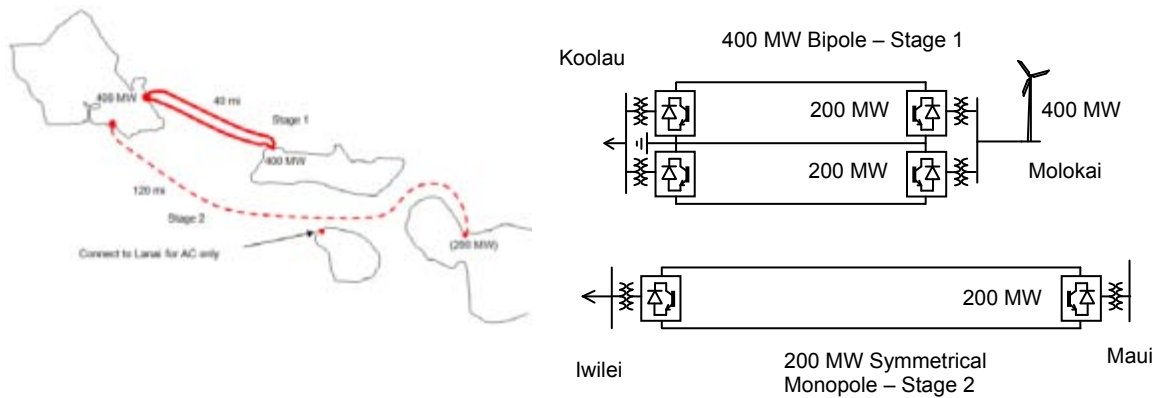 400 MW
40 mi
Stage 1
400 MW
120 mi
Stage 2
(200 MW)
Connect to Lanai for AC only
400 MW Bipole – Stage 1
Koolau
200 MW
400 MW
200 MW
Molokai
200 MW
Iwilei
200 MW Symmetrical
Monopole – Stage 2
Maui